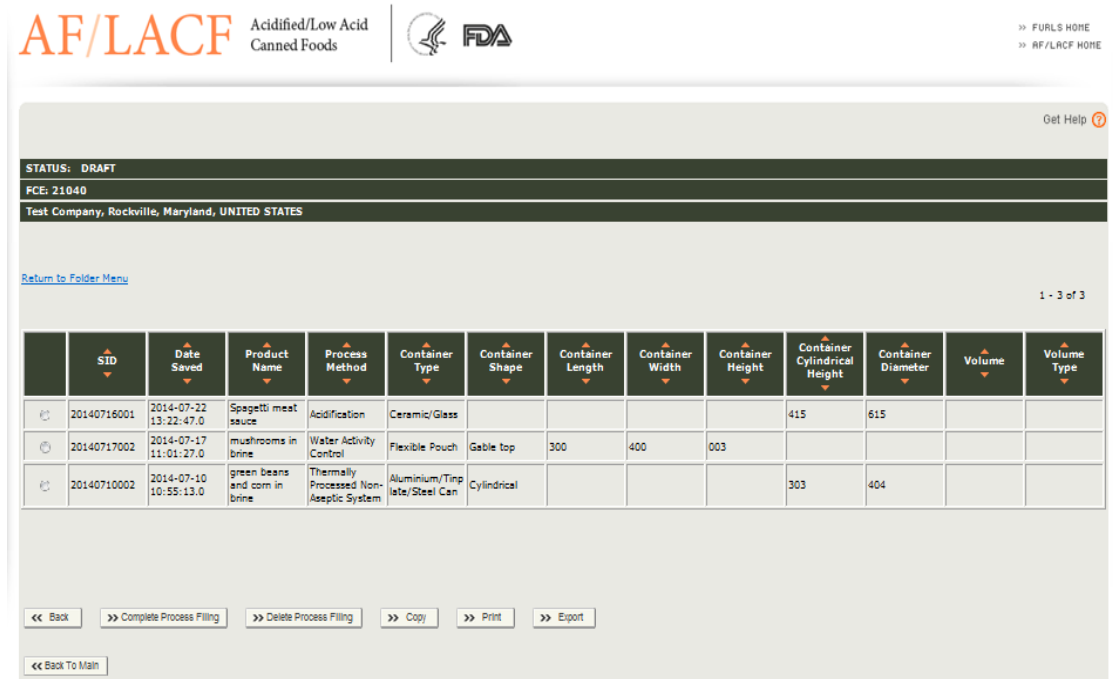 AF/LACF Acidified/Low Acid
Canned Foods
FDA
>> FURLS HOME
>> AF/LACF HOME
Get Help ?
STATUS: DRAFT
FCE: 21040
Test Company, Rockville, Maryland, UNITED STATES
Return to Folder Menu
1 - 3 of 3
SID
Date
Saved
Product
Name
Process
Method
Container
Type
Container
Shape
Container
Length
Container
Width
Container
Height
Container
Cylindrical
Height
Container
Diameter
Volume
Volume
Type
20140716001
2014-07-22
13:22:47.0
Spagetti meat
sauce
Acidification
Ceramic/Glass
415
615
20140717002
2014-07-17
11:01:27.0
mushrooms in
brine
Water Activity
Control
Flexible Pouch
Gable top
300
400
003
20140710002
2014-07-10
10:55:13.0
green beans
and corn in
brine
Thermally
Processed Non-
Aseptic System
Aluminium/Tinp
late/Steel Can
Cylindrical
303
404
<< Back
>> Complete Process Filing
>> Delete Process Filing
>> Copy
>> Print
>> Export
<< Back To Main